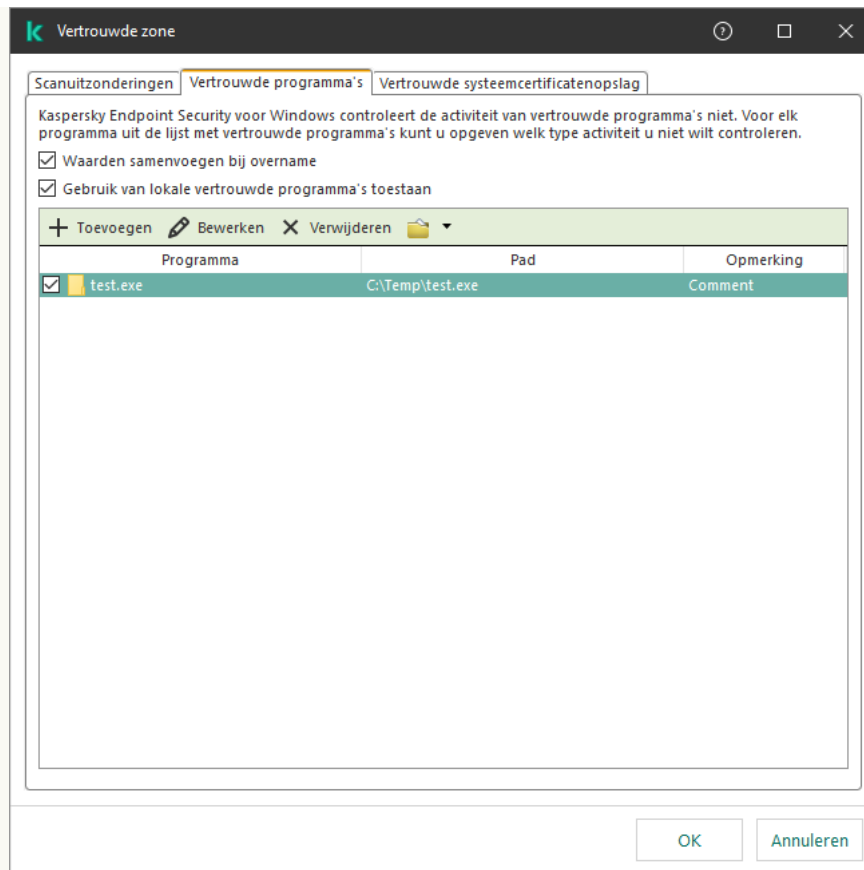 Vertrouwde zone
Scanuitzonderingen Vertrouwde programma's Vertrouwde systeemcertificatenopslag
Kaspersky Endpoint Security voor Windows controleert de activiteit van vertrouwde programma's niet. Voor elk
programma uit de lijst met vertrouwde programma's kunt u opgeven welk type activiteit u niet wilt controleren.
Waarden samenvoegen bij overname
Gebruik van lokale vertrouwde programma's toestaan
Toevoegen Bewerken Verwijderen
Programma Pad Opmerking
test.exe C:\Temp\test.exe Comment
OK Annuleren